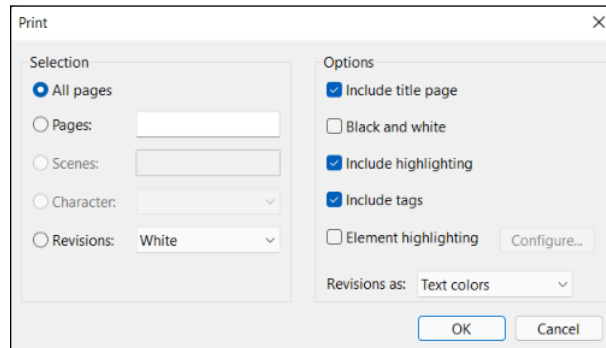 Print
Selection
All pages
Pages:
Scenes:
Character:
Revisions: White
Options
Include title page
Black and white
Include highlighting
Include tags
Element highlighting Configure...
Revisions as: Text colors
OK Cancel